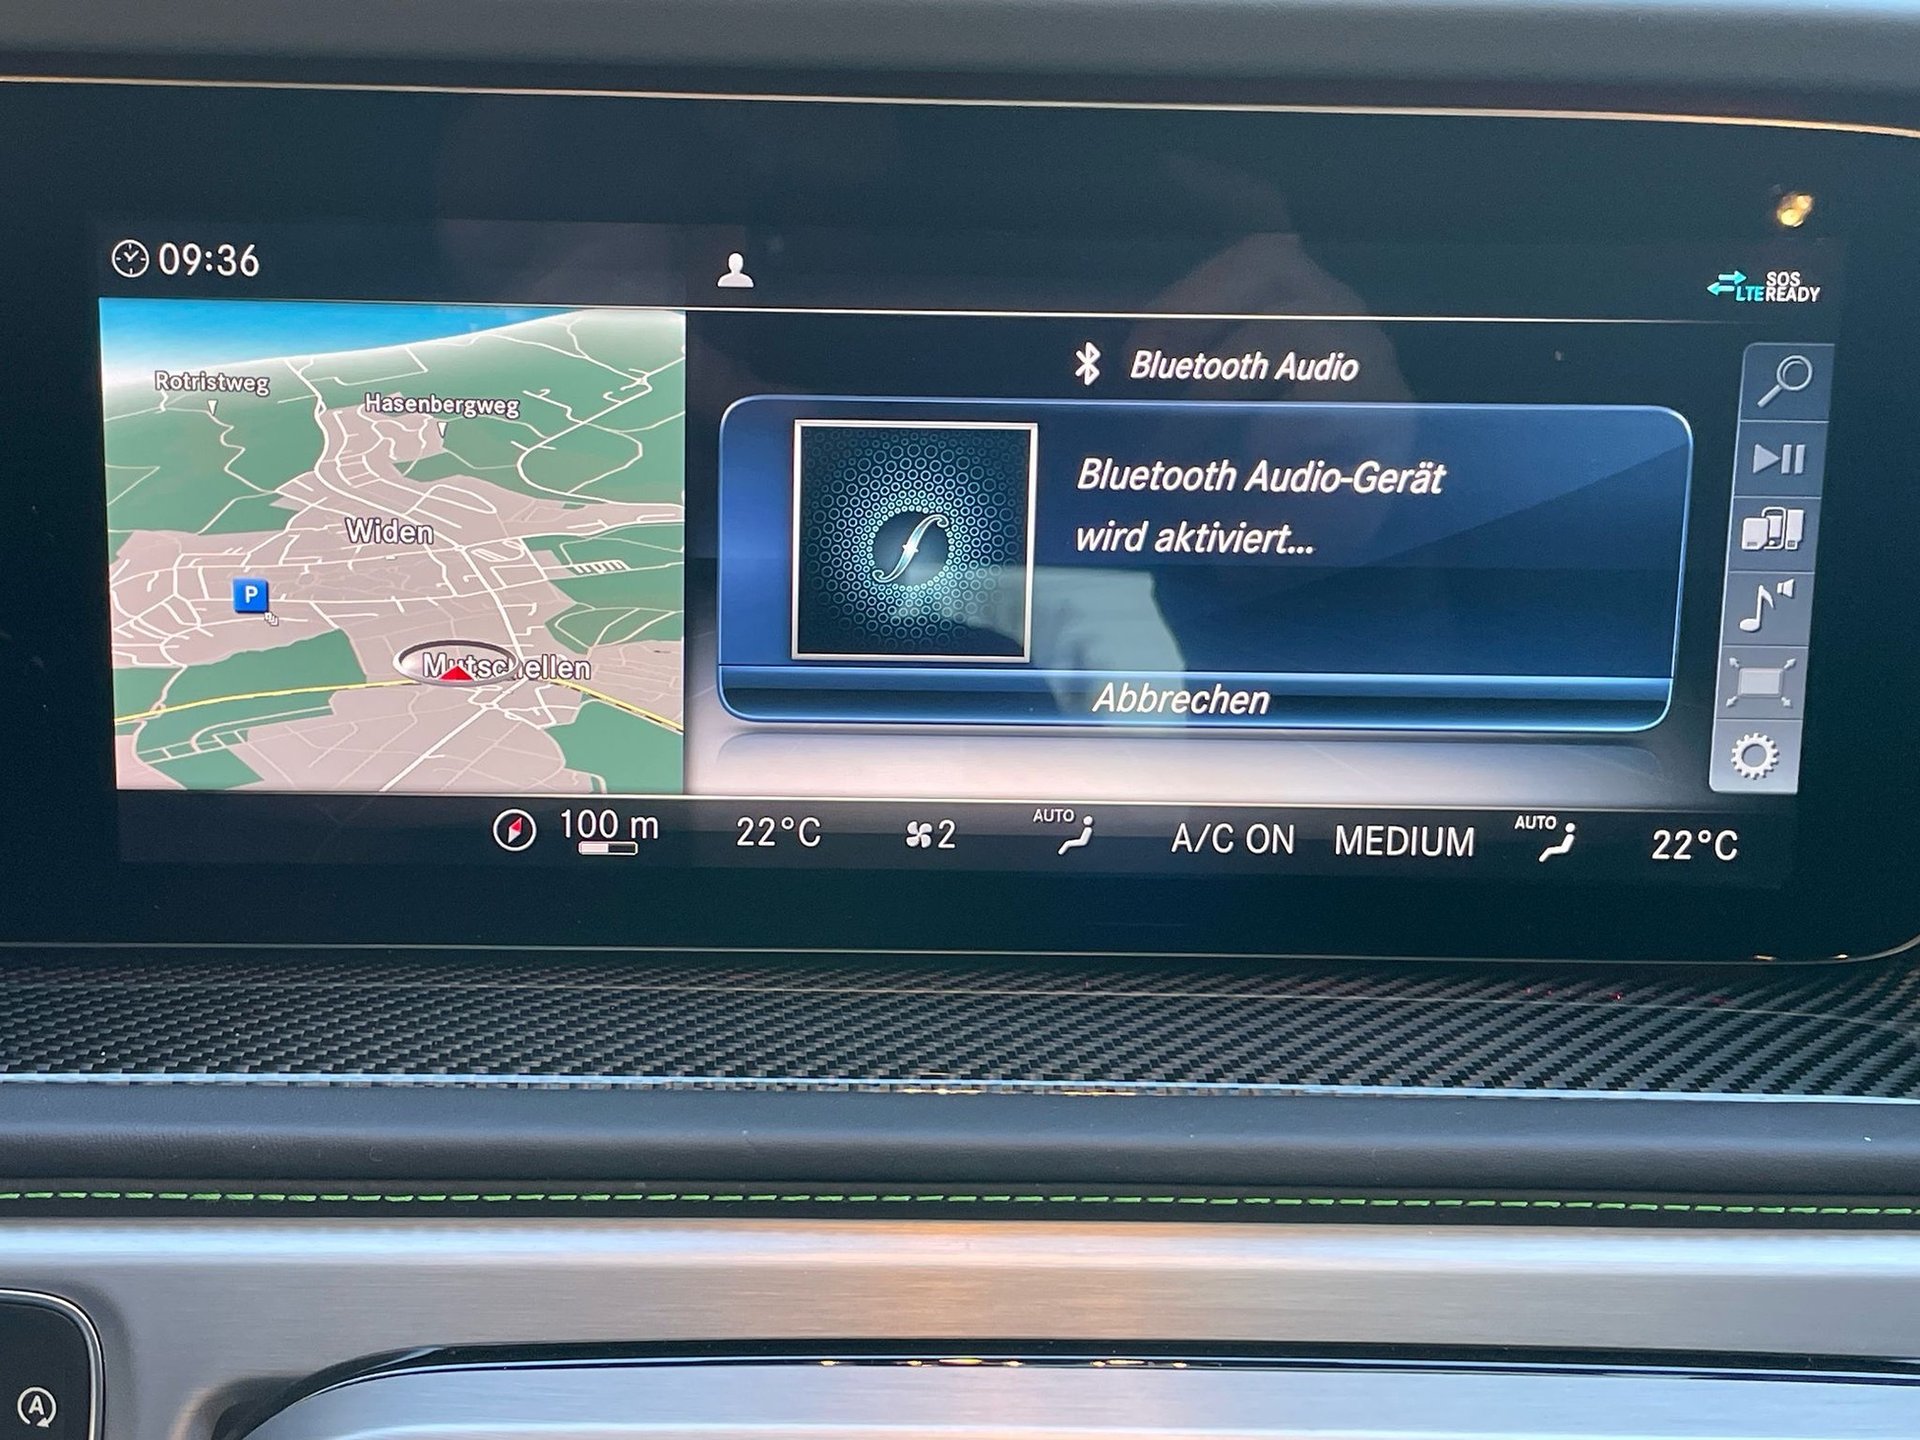 09:36
SOS
LTE READY
Rotristweg
Hasenbergweg
Widen
P
Mutschellen
Bluetooth Audio
Bluetooth Audio-Gerät
wird aktiviert...
Abbrechen
100 m
22°C
2
AUTO
A/C ON
MEDIUM
AUTO
22°C
A